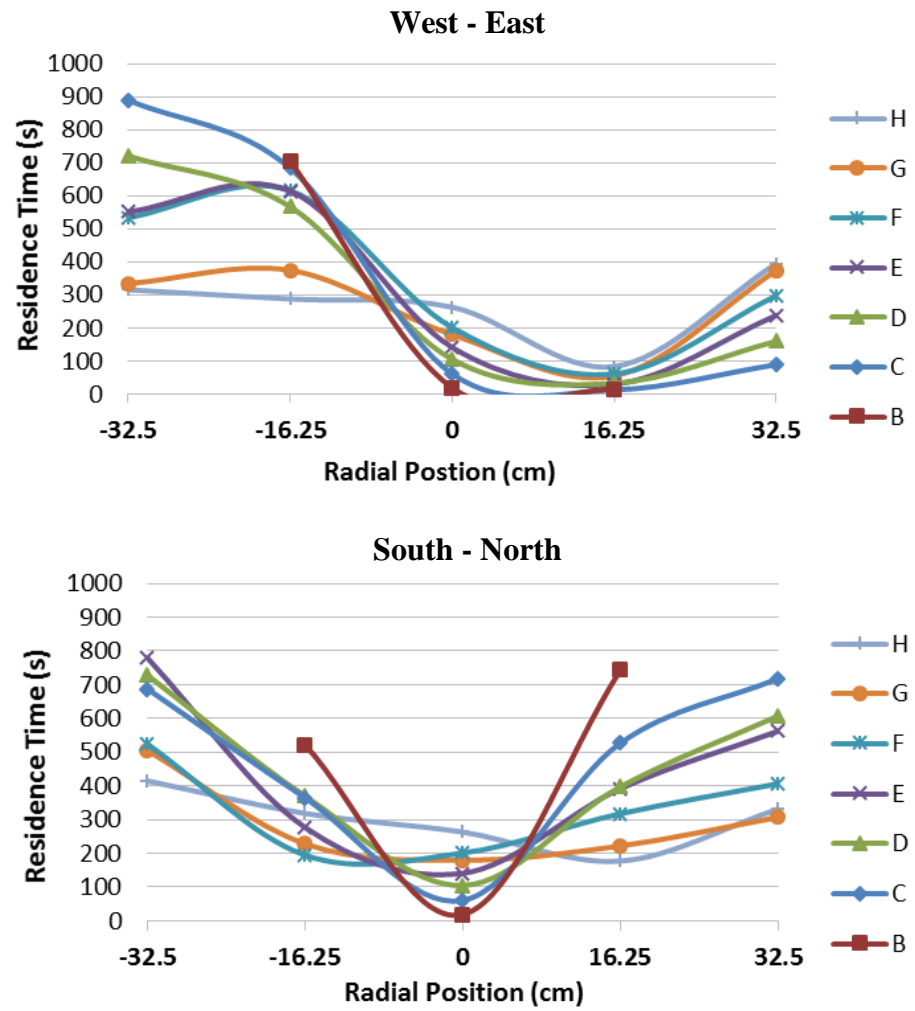 West - East
1000
900
800
700
600
500
400
300
200
100
0
Residence Time (s)
-32.5 -16.25 0 16.25 32.5
Radial Postion (cm)
H
G
F
E
D
C
B
South - North
1000
900
800
700
600
500
400
300
200
100
0
Residence Time (s)
-32.5 -16.25 0 16.25 32.5
Radial Position (cm)
H
G
F
E
D
C
B